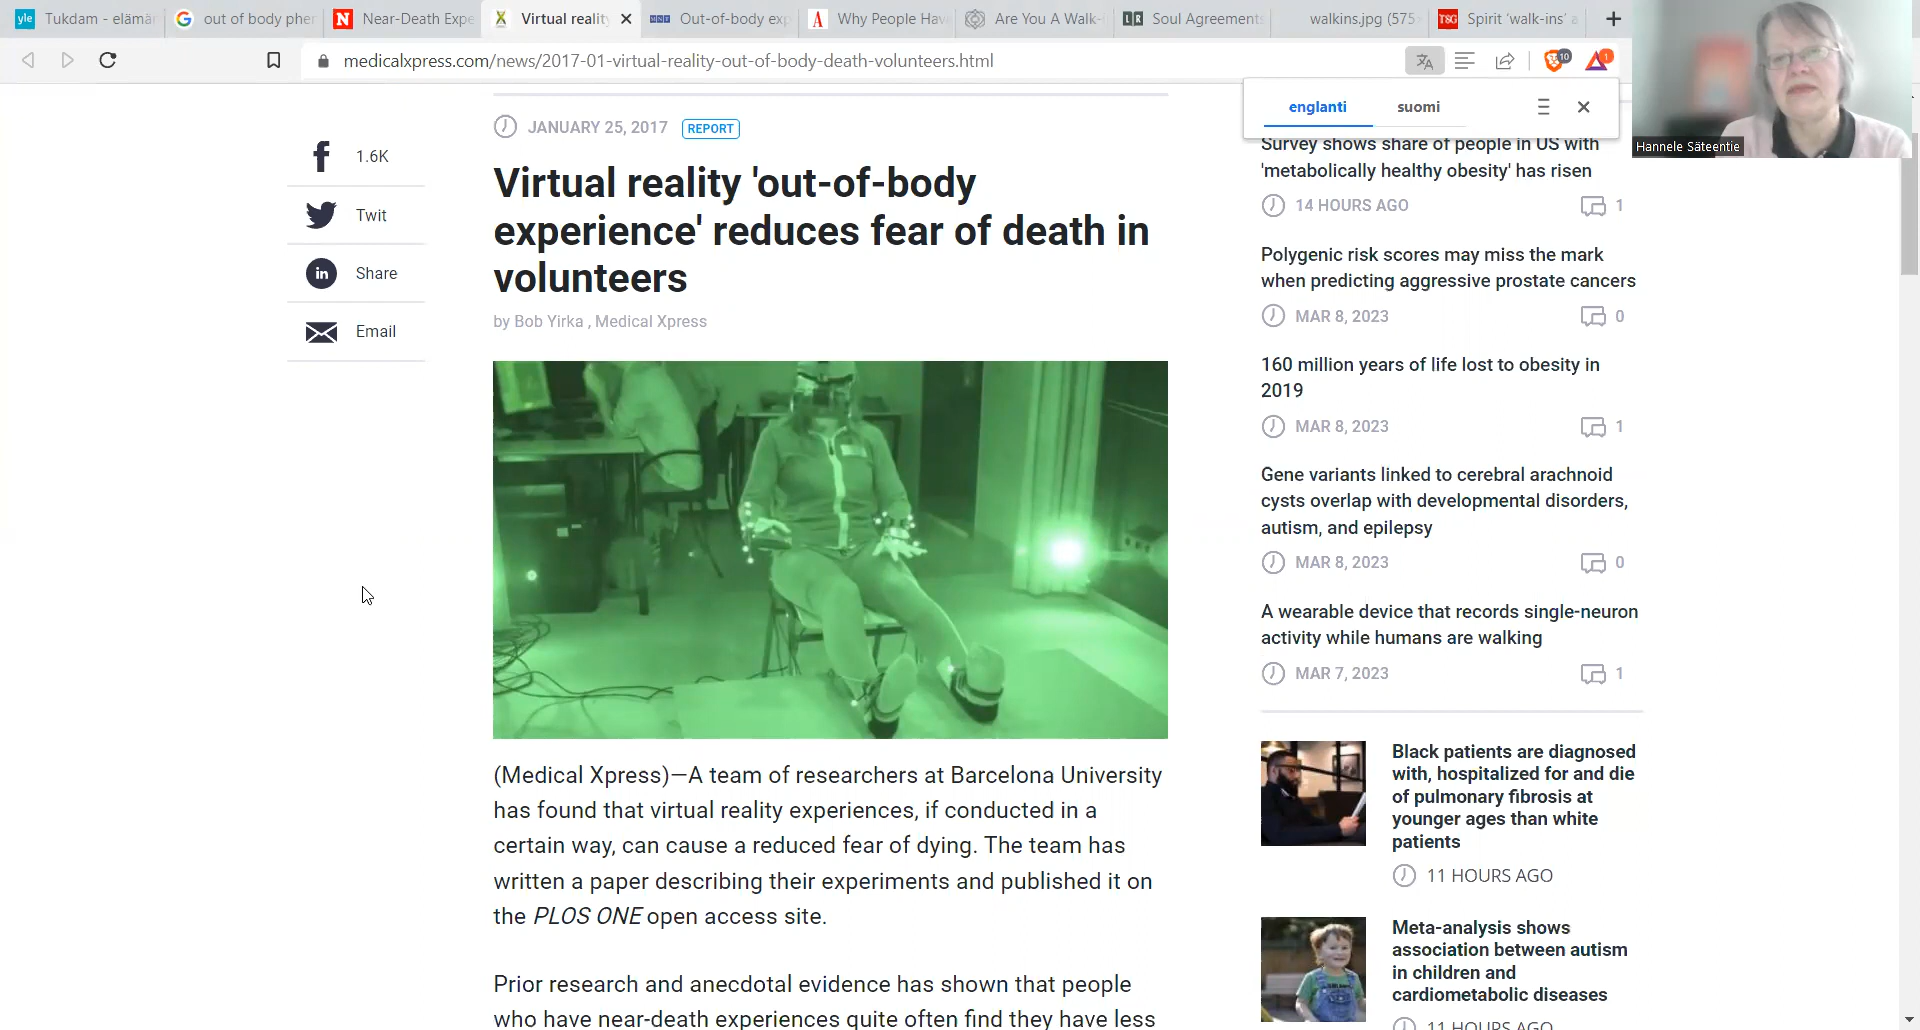 Tukdam - elämä
out of body pher
Near-Death Expe
Virtual reality
Out-of-body exp
Why People Hav
Are You A Walk-
Soul Agreements
walkins.jpg (575
Spirit 'walk-ins' a
medicalxpress.com/news/2017-01-virtual-reality-out-of-body-death-volunteers.html
10
1
englanti suomi
Hannele Säteentie
1.6K
Twit
Share
Email
JANUARY 25, 2017 REPORT
Virtual reality 'out-of-body
experience' reduces fear of death in
volunteers
by Bob Yirka , Medical Xpress
(Medical Xpress)—A team of researchers at Barcelona University
has found that virtual reality experiences, if conducted in a
certain way, can cause a reduced fear of dying. The team has
written a paper describing their experiments and published it on
the PLOS ONE open access site.
Prior research and anecdotal evidence has shown that people
who have near-death experiences quite often find they have less
Survey shows share of people in US with
'metabolically healthy obesity' has risen
14 HOURS AGO 1
Polygenic risk scores may miss the mark
when predicting aggressive prostate cancers
MAR 8, 2023 0
160 million years of life lost to obesity in
2019
MAR 8, 2023 1
Gene variants linked to cerebral arachnoid
cysts overlap with developmental disorders,
autism, and epilepsy
MAR 8, 2023 0
A wearable device that records single-neuron
activity while humans are walking
MAR 7, 2023 1
Black patients are diagnosed
with, hospitalized for and die
of pulmonary fibrosis at
younger ages than white
patients
11 HOURS AGO
Meta-analysis shows
association between autism
in children and
cardiometabolic diseases
11 HOURS AGO